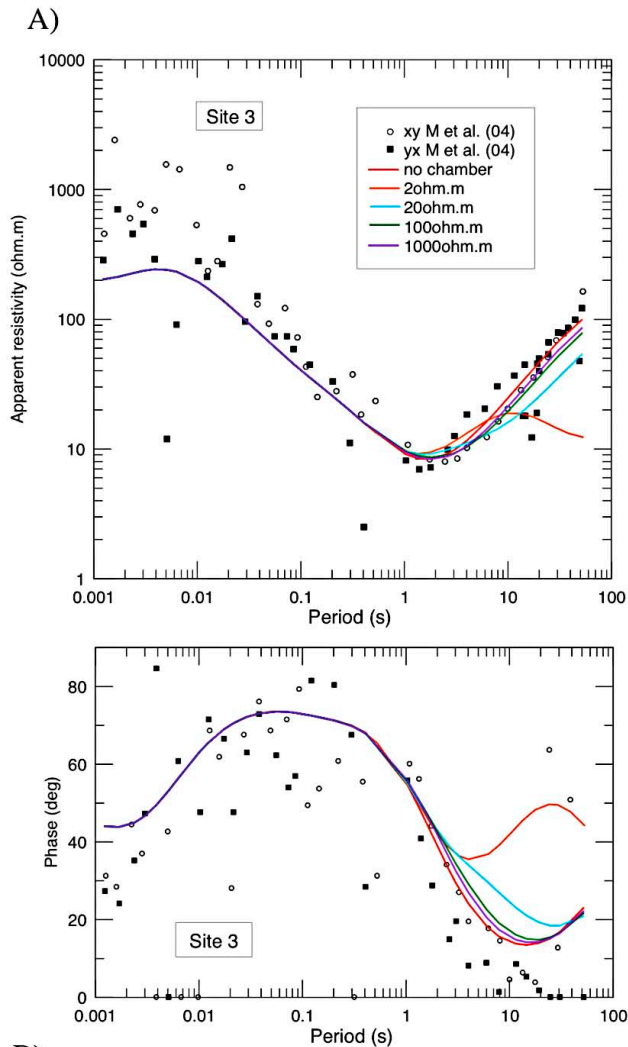 A)
10000
1000
100
10
1
Apparent resistivity (ohm.m)
Site 3
xy M et al. (04)
yx M et al. (04)
no chamber
2ohm.m
20ohm.m
100ohm.m
1000ohm.m
0.001 0.01 0.1 1 10 100
Period (s)
80
60
40
20
0
Phase (deg)
Site 3
0.001 0.01 0.1 1 10 100
Period (s)